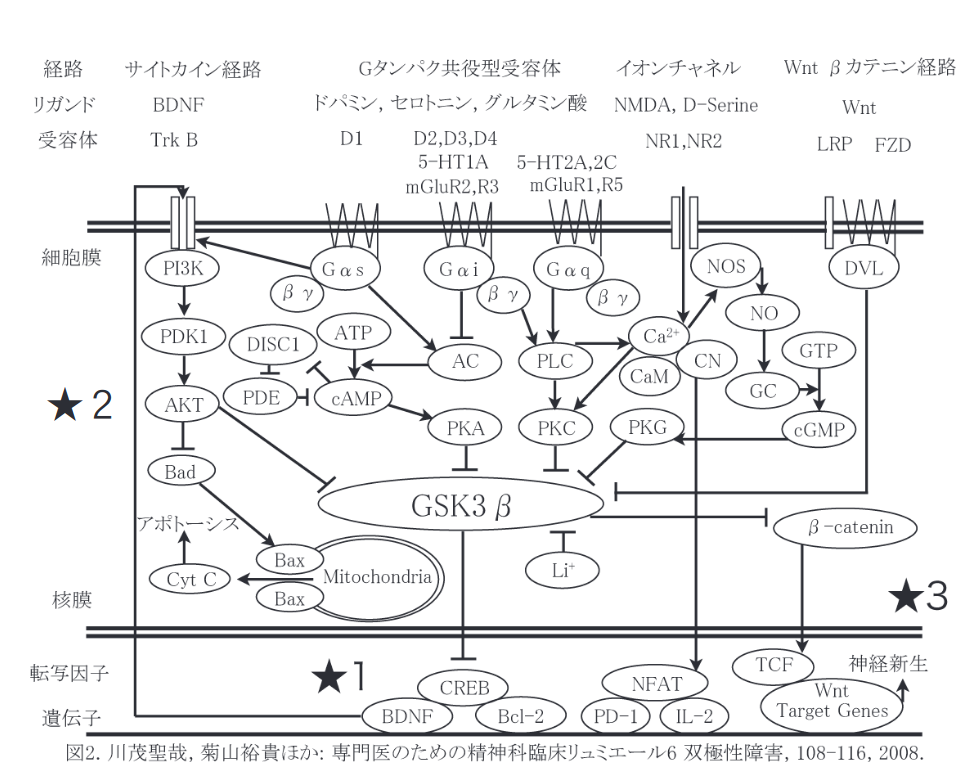 経路 サイトカイン経路 Gタンパク共役型受容体 イオンチャネル Wnt βカテニン経路
リガンド BDNF ドパミン, セロトニン, グルタミン酸 NMDA, D-Serine Wnt
受容体 Trk B D1 D2,D3,D4 NR1,NR2 LRP FZD
5-HT1A 5-HT2A,2C
mGluR2,R3 mGluR1,R5
細胞膜
PI3K Gαs Gαi Gαq NOS DVL
βγ βγ βγ
NO
PDK1 DISC1 ATP AC PLC Ca²⁺ CN GTP
PDE cAMP CaM GC
★2
AKT PKA PKC PKG cGMP
Bad
GSK3β
アポトーシス
β-catenin
Bax Mitochondria Li⁺
Cyt C
Bax
核膜
★3
転写因子
★1
CREB NFAT TCF 神経新生
遺伝子
BDNF Bcl-2 PD-1 IL-2 Wnt
Target Genes
図2. 川茂聖哉, 菊山裕貴ほか: 専門医のための精神科臨床リュミエール6 双極性障害, 108-116, 2008.